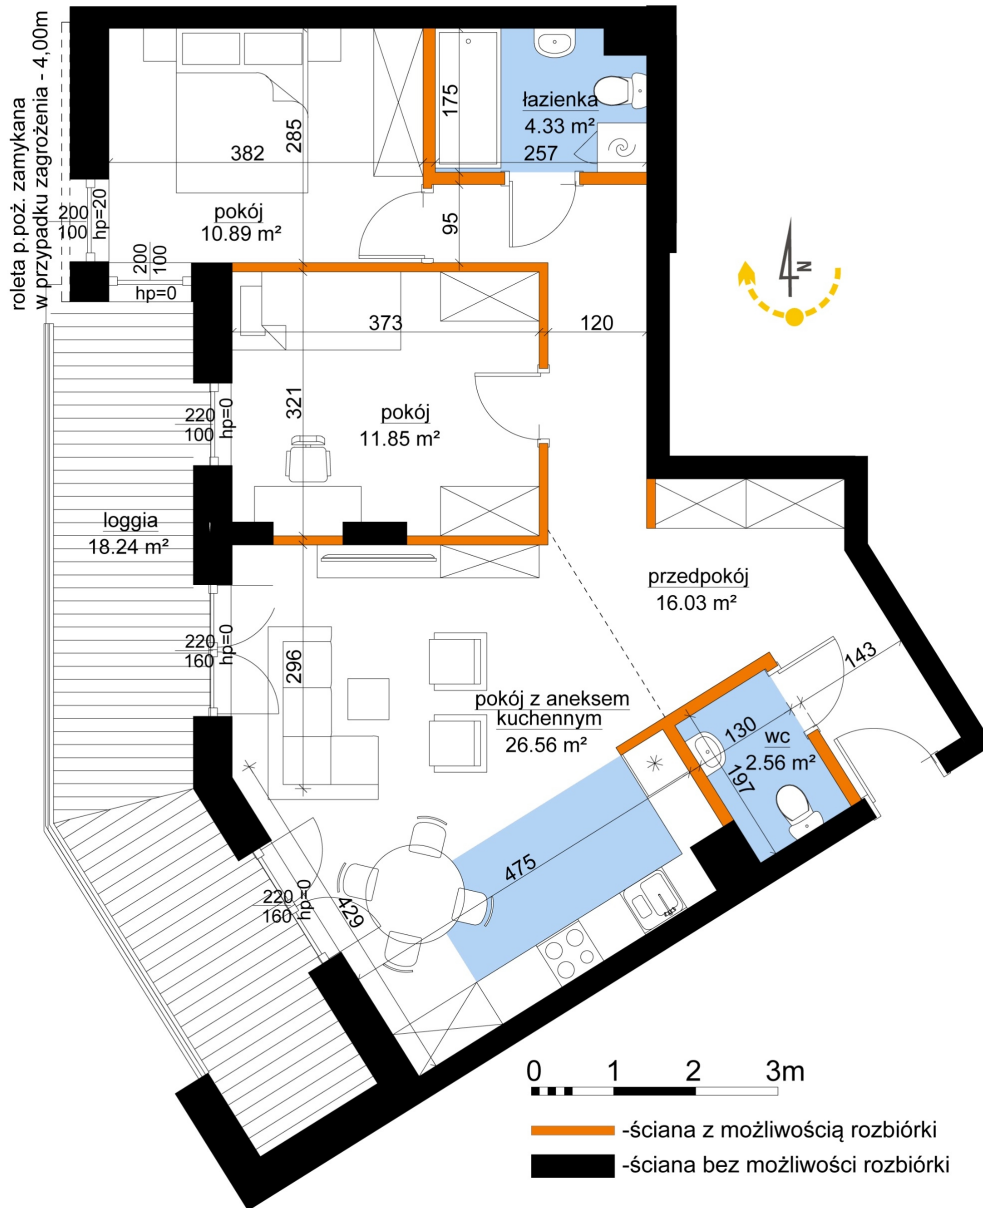 roleta p.poż. zamykana
w przypadku zagrożenia - 4,00m
łazienka
4.33 m²
257
175
285
382
95
pokój
10.89 m²
200
100
hp=20
200
100
hp=0
N
373
120
321
pokój
11.85 m²
220
100
hp=0
loggia
18.24 m²
przedpokój
16.03 m²
220
160
hp=0
296
143
pokój z aneksem
kuchennym
26.56 m²
130
wc
2.56 m²
197
475
220
160
hp=0
429
0 1 2 3m
-ściana z możliwością rozbiórki
-ściana bez możliwości rozbiórki